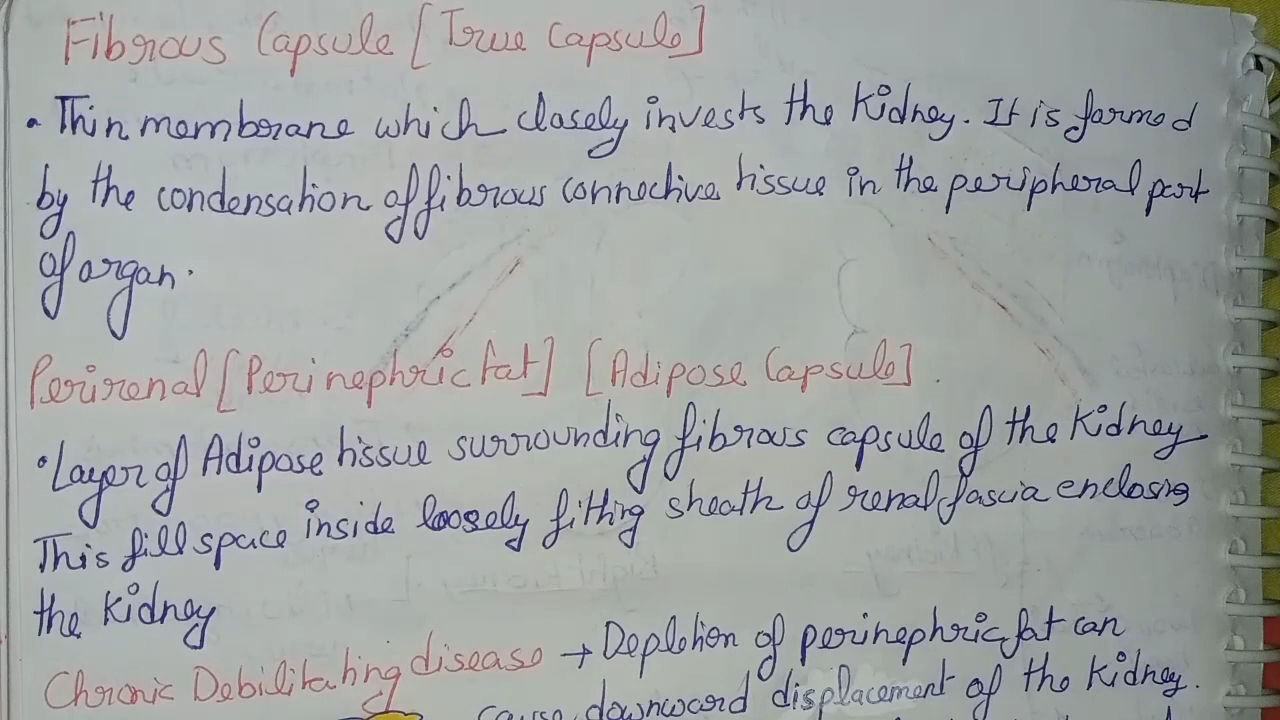 Fibrous Capsule [True Capsule]
• Thin membrane which closely invests the Kidney. It is formed
by the condensation of fibrous connective tissue in the peripheral part
of organ.
Perirenal [Perinephric fat] [Adipose Capsule].
• Layer of Adipose tissue surrounding fibrous capsule of the Kidney
This fill space inside loosely fitting sheath of renal fascia enclosing
the Kidney
Chronic Debilitating disease → Depletion of perinephric fat can
cause downward displacement of the Kidney.